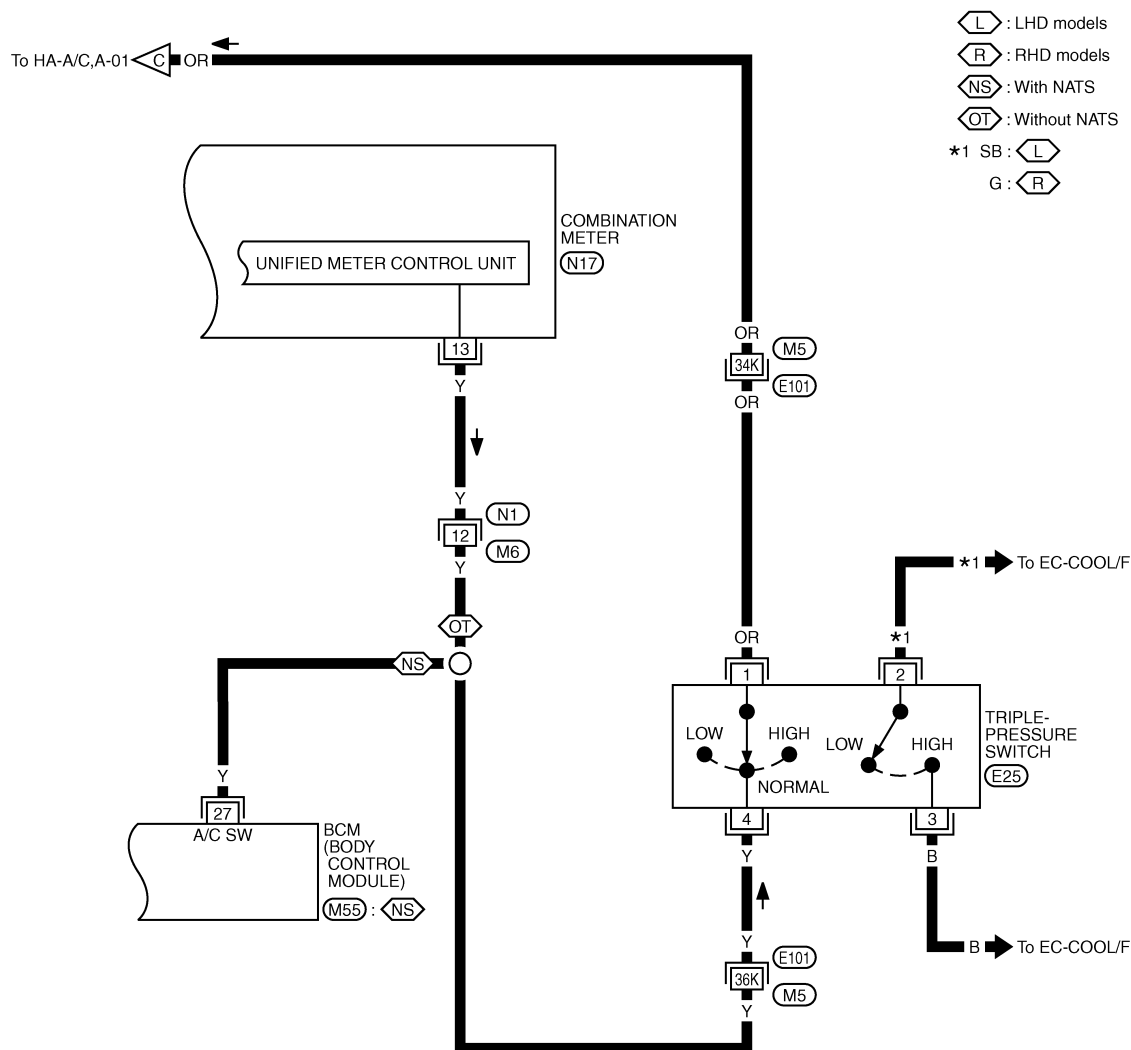 L : LHD models
R : RHD models
NS : With NATS
OT : Without NATS
*1 SB : L
G : R
To HA-A/C,A-01 C OR
COMBINATION
METER
N17
UNIFIED METER CONTROL UNIT
13
Y
Y
N1
12
M6
Y
OT
NS
Y
27
A/C SW
BCM
(BODY
CONTROL
MODULE)
M55 : NS
OR
M5
34K
E101
OR
*1 To EC-COOL/F
OR
*1
1
2
LOW
HIGH
NORMAL
LOW
HIGH
TRIPLE-
PRESSURE
SWITCH
E25
4
3
Y
B
B To EC-COOL/F
Y
E101
36K
M5
Y